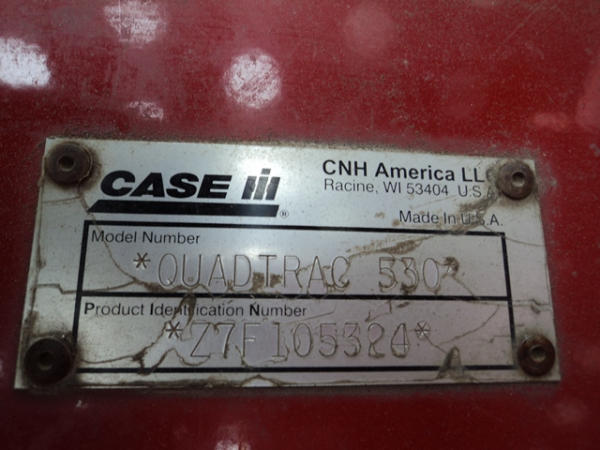 CASE IH ®
CNH America LLC
Racine, WI 53404 U.S.A.
Made In U.S.A.
Model Number
*QUADTRAC 530*
Product Identification Number
*Z7F105324*